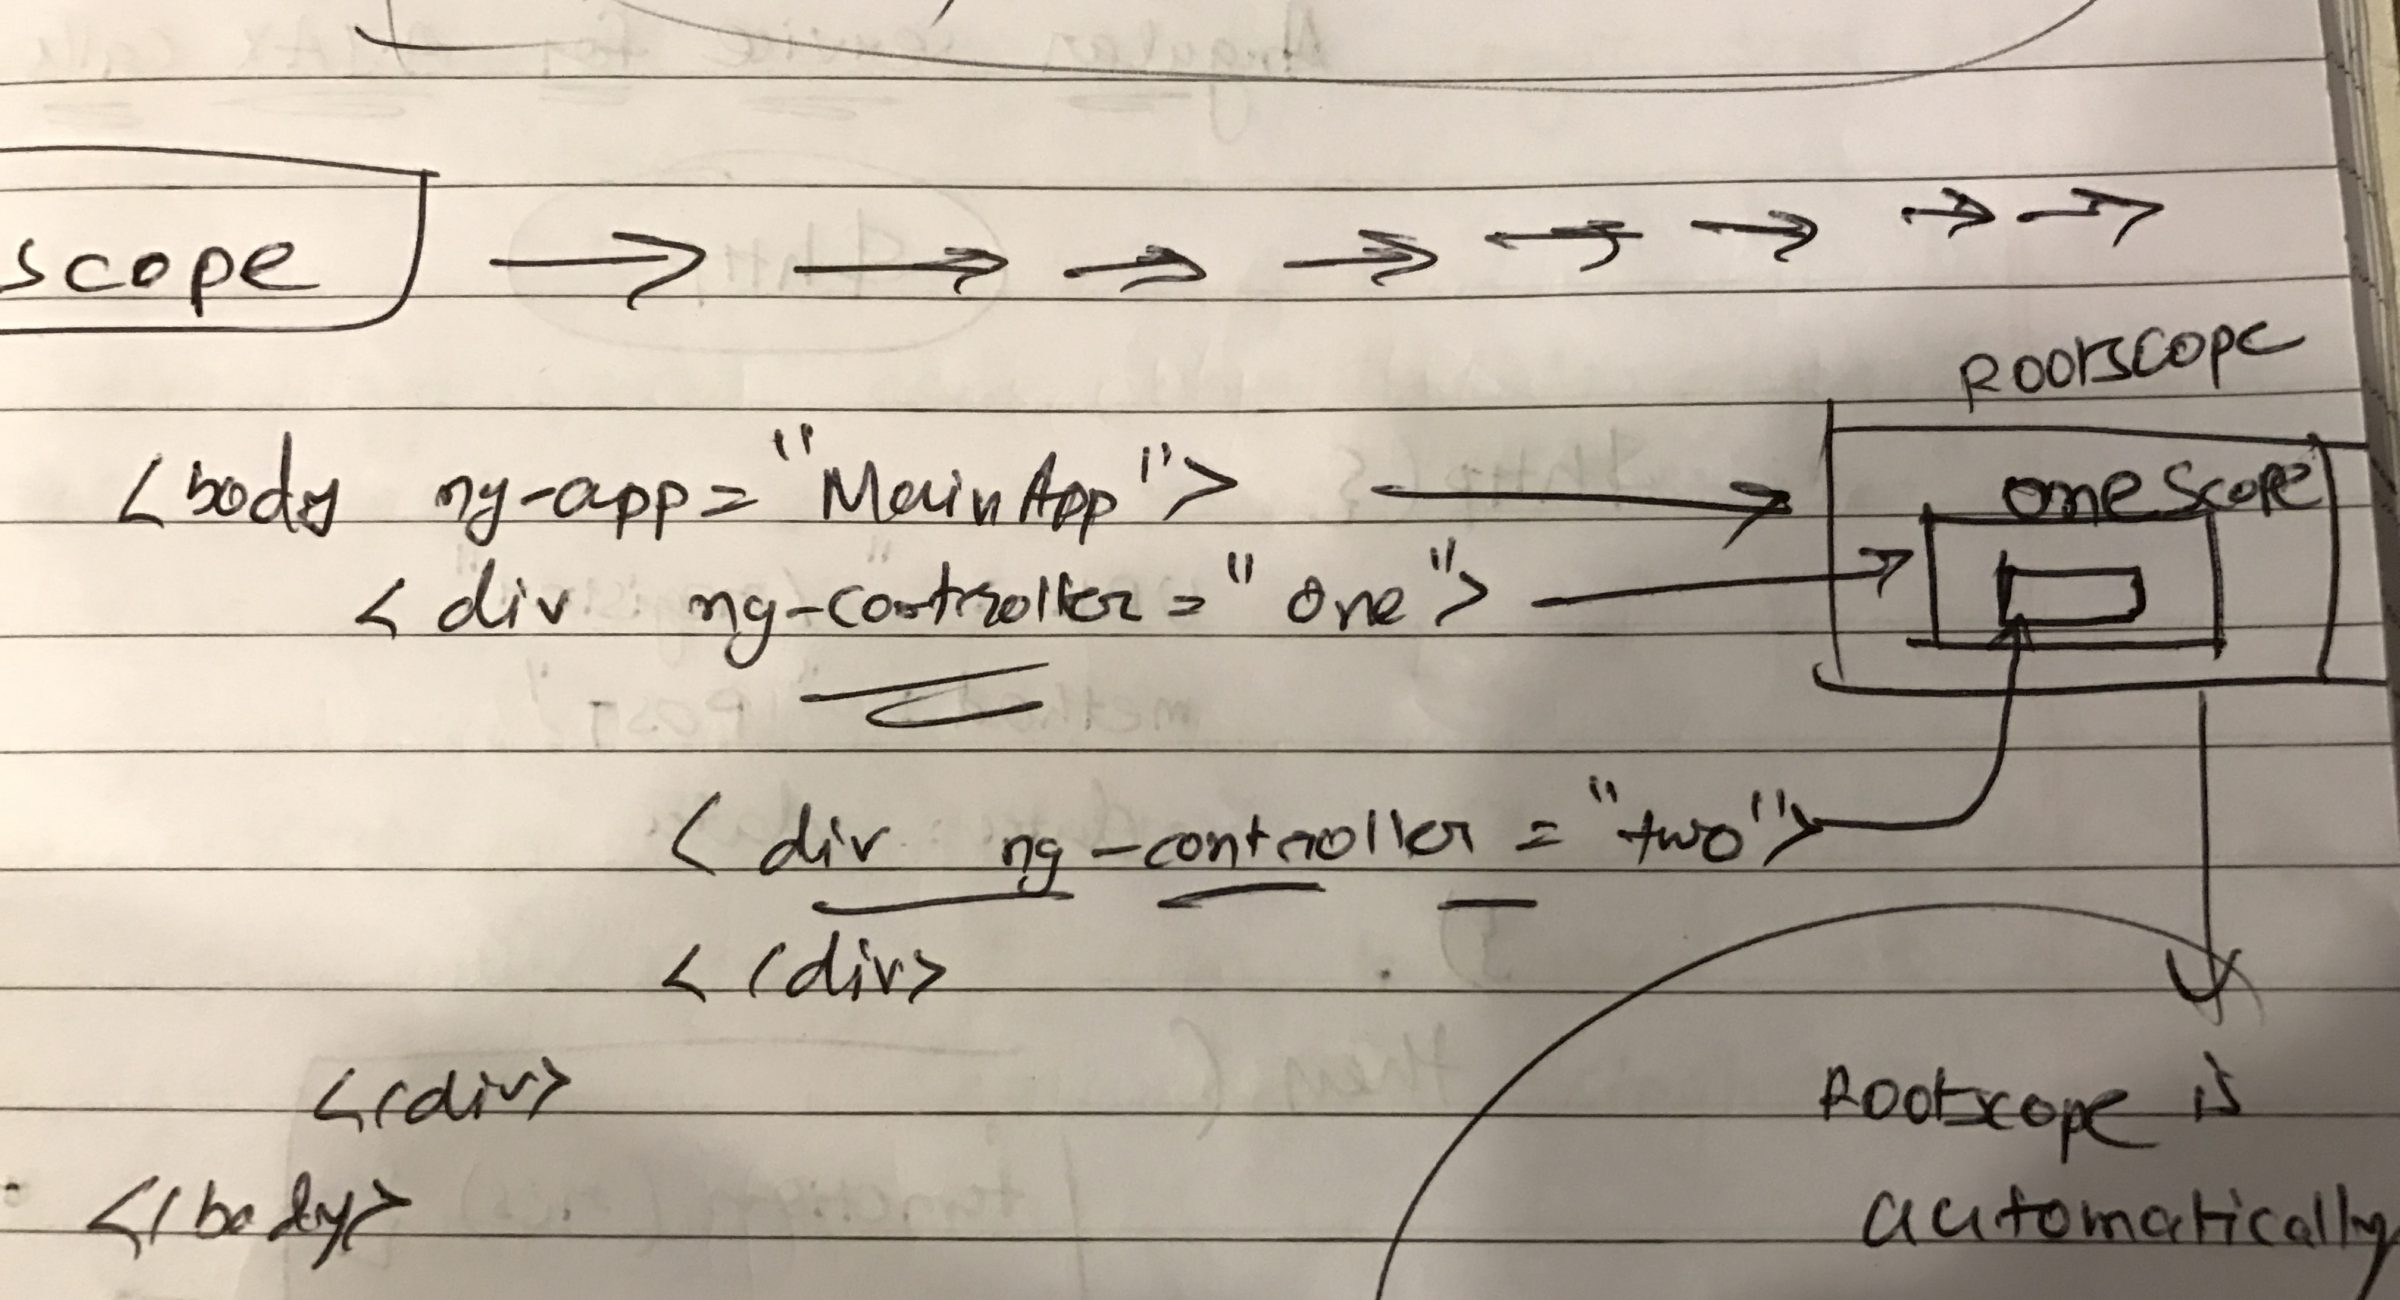 scope
<body ng-app= "MainApp">
Rootscope
<div ng-controller= "one">
one Scope
<div ng-controller = "two">
</div>
</div>
Rootscope is
</body>
automatically